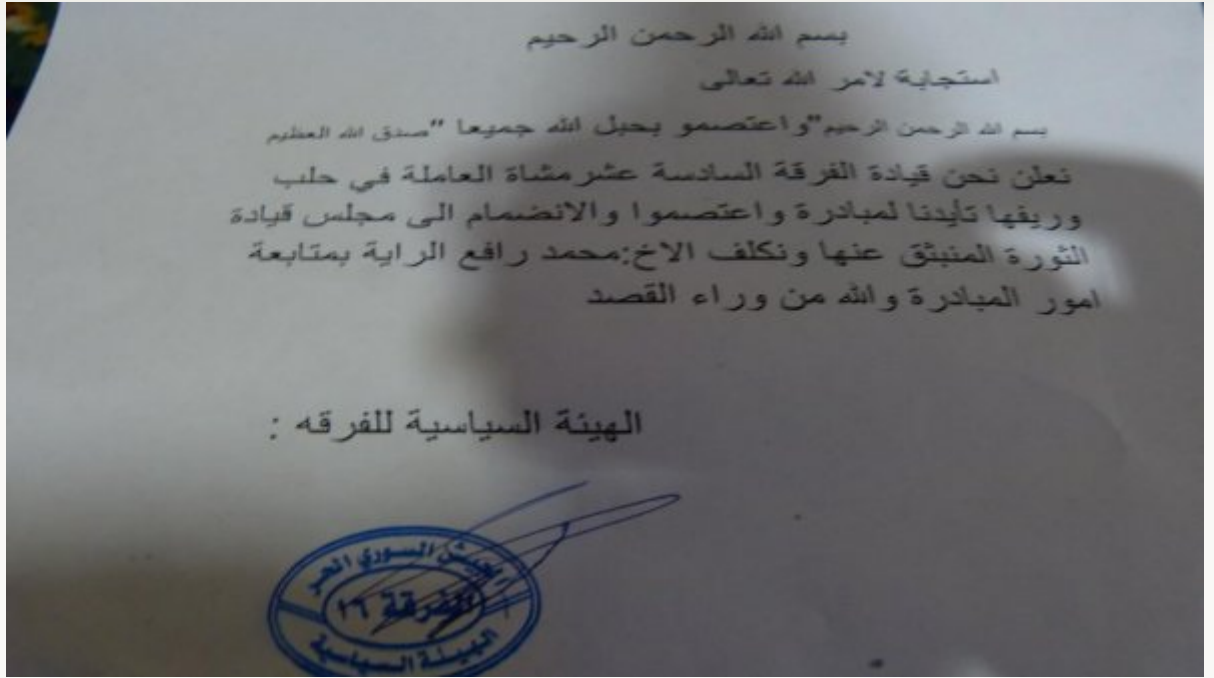 بسم الله الرحمن الرحيم
استجابة لامر الله تعالى
بسم الله الرحمن الرحيم"واعتصمو بحبل الله جميعا "صدق الله العظيم
نعلن نحن قيادة الفرقة السادسة عشرمشاة العاملة في حلب
وريفها تأيدنا لمبادرة واعتصموا والانضمام الى مجلس قيادة
الثورة المنبثق عنها ونكلف الاخ:محمد رافع الراية بمتابعة
امور المبادرة والله من وراء القصد
الهيئة السياسية للفرقه :
الجيش السوري الحر
الفرقة ١٦
الهيئة السياسية